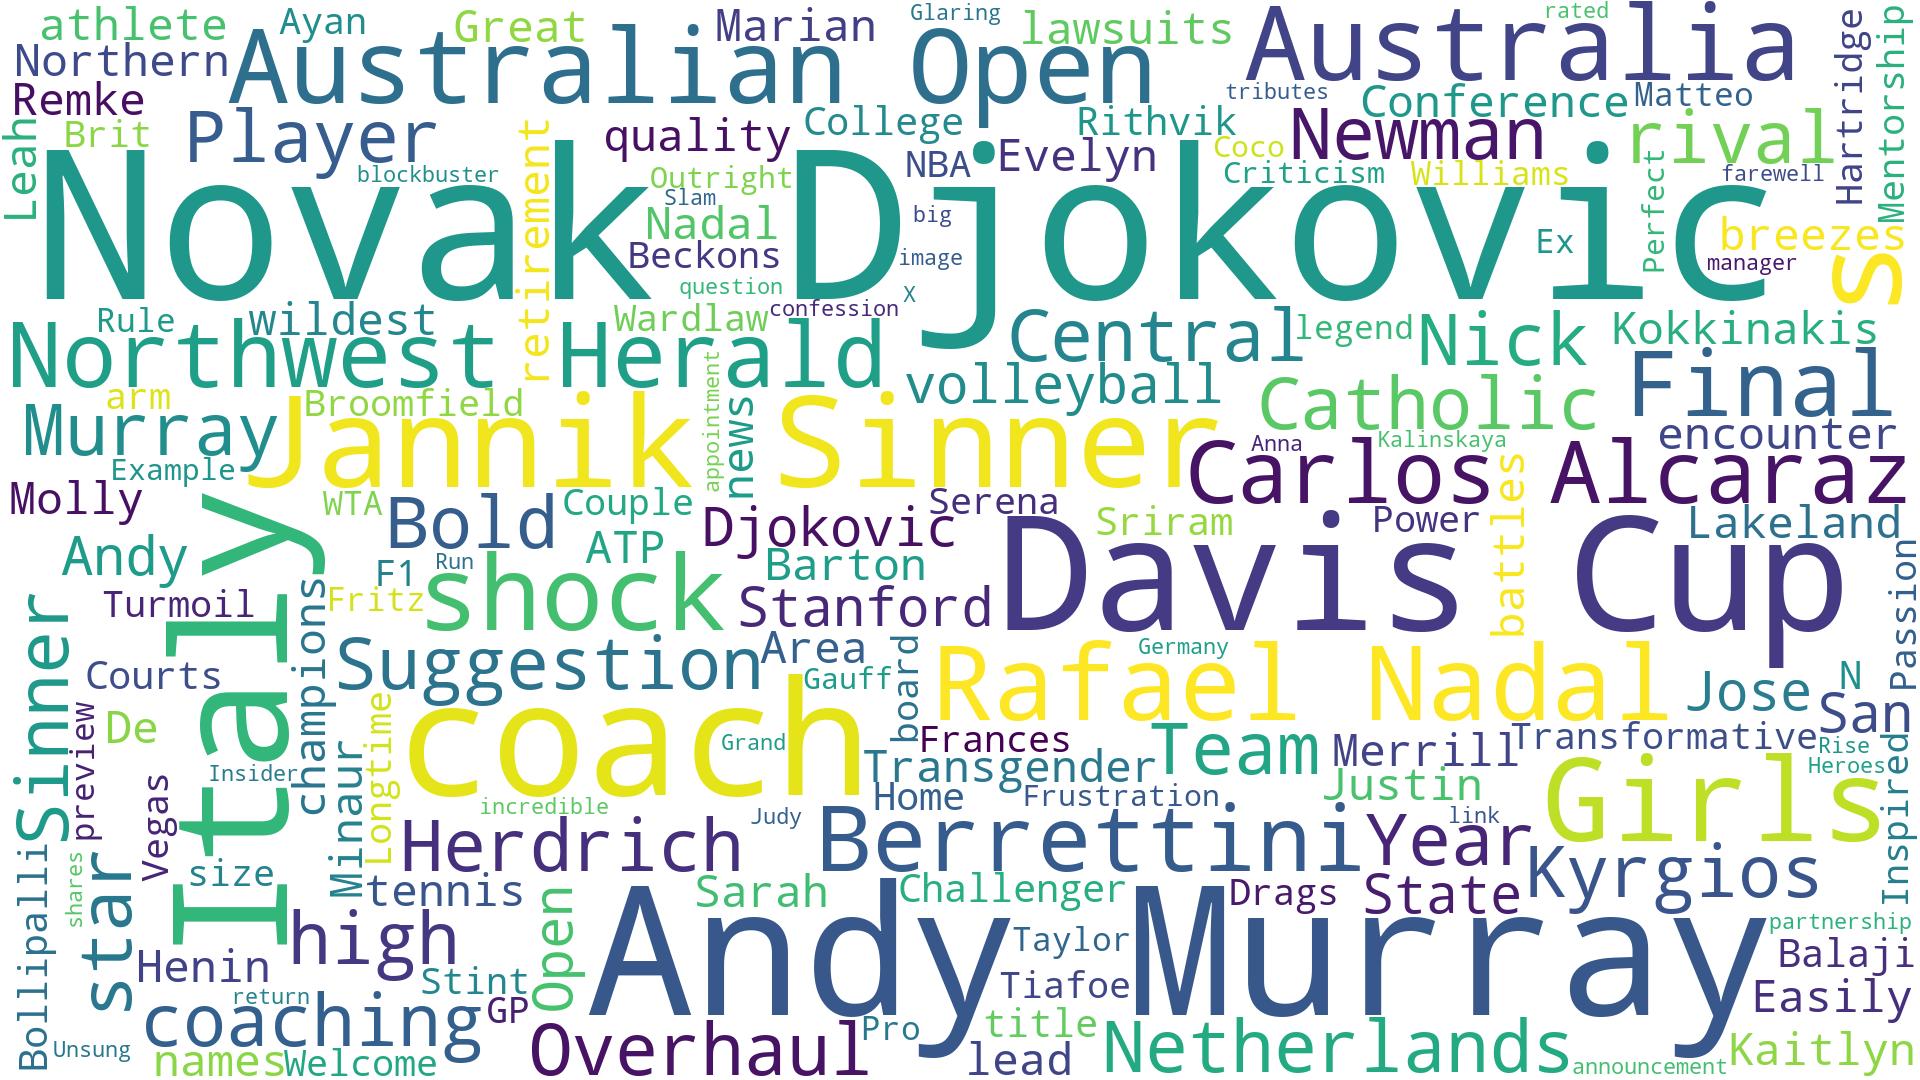 athlete
Ayan
Great
Marian
Glaring
lawsuits
rated
Northern
Australian Open
Australia
Hartridge
Mentorship
Remke
tributes
Conference
Matteo
Leah
Brit
Player
quality
College
Rithvik
Newman
rival
retirement
blockbuster
NBA
Evelyn
Coco
Criticism
Williams
Perfect
farewell
Novak Djokovic
Outright
Slam
Nadal
big
Ex
breezes
s
Beckons
image
manager
question
X
confession
Rule
wildest
Wardlaw
Northwest Herald
Central
legend
Nick
Kokkinakis
arm
Broomfield
appointment
news
volleyball
Catholic
Final
Murray
Jannik Sinner
Anna
Kalinskaya
encounter
Example
Carlos Alcaraz
Molly
WTA
Bold
Couple
Serena
Djokovic
Sriram
Power
battles
Lakeland
Andy
ATP
Davis Cup
Passion
F1
Run
shock
Barton
Turmoil
Fritz
Stanford
Italy
champions
Sinner
Suggestion
Area
board
Germany
Courts
Gauff
Rafael Nadal
Jose
N
De
preview
coach
Longtime
Grand
Frances
Team
Merrill
Transformative
San
Rise
Insider
Minaur
Transgender
Justin
Girls
Heroes
Inspired
Vegas
incredible
Home
Frustration
Judy
link
Herdrich
Berrettini
Year
size
Bollipalli
shares
star
tennis
Sarah
Challenger
Drags
State
Kyrgios
high
Open
Andy Murray
partnership
Henin
Stint
Taylor
Balaji
return
GP
Tiafoe
Easily
coaching
Overhaul
Pro
title
Netherlands
Unsung
names
Welcome
lead
announcement
Kaitlyn